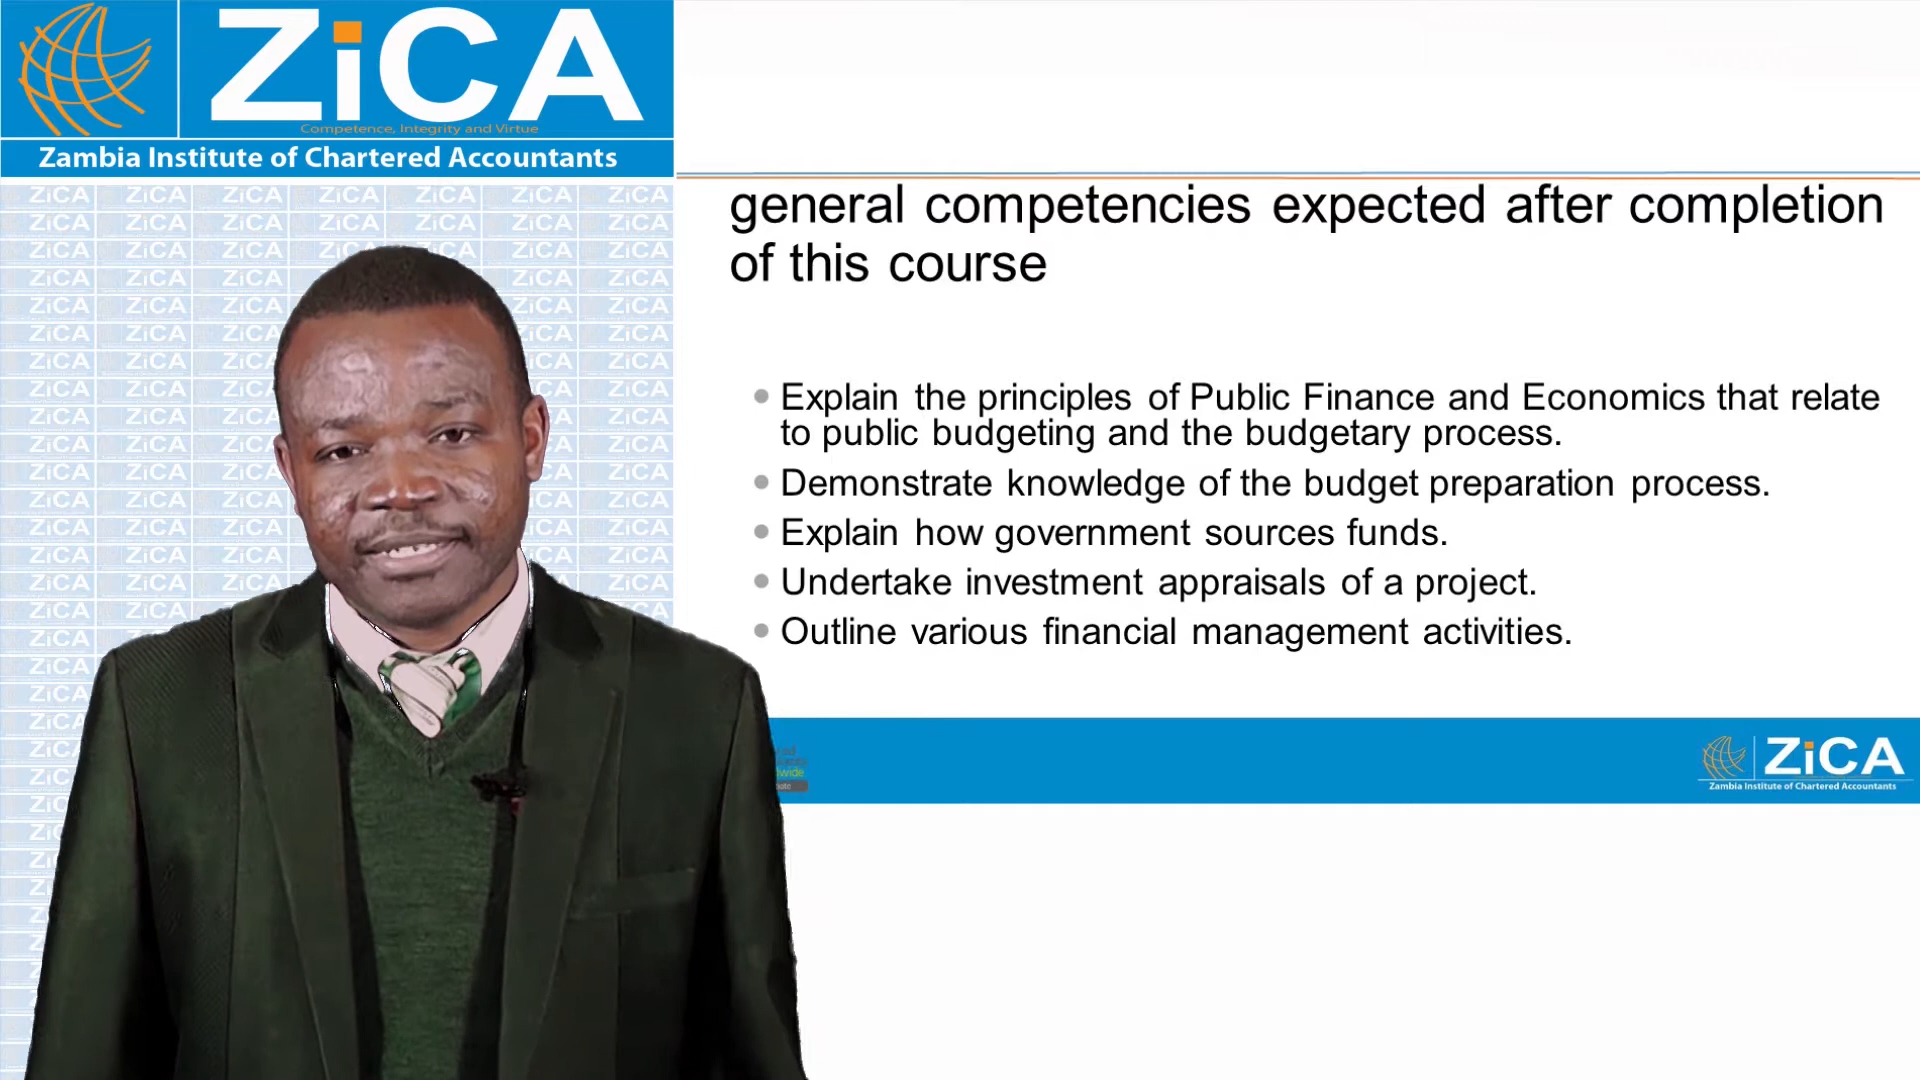 ZiCA
Competence, Integrity and Virtue
Zambia Institute of Chartered Accountants
general competencies expected after completion
of this course
Explain the principles of Public Finance and Economics that relate
to public budgeting and the budgetary process.
Demonstrate knowledge of the budget preparation process.
Explain how government sources funds.
Undertake investment appraisals of a project.
Outline various financial management activities.
ZiCA
Zambia Institute of Chartered Accountants